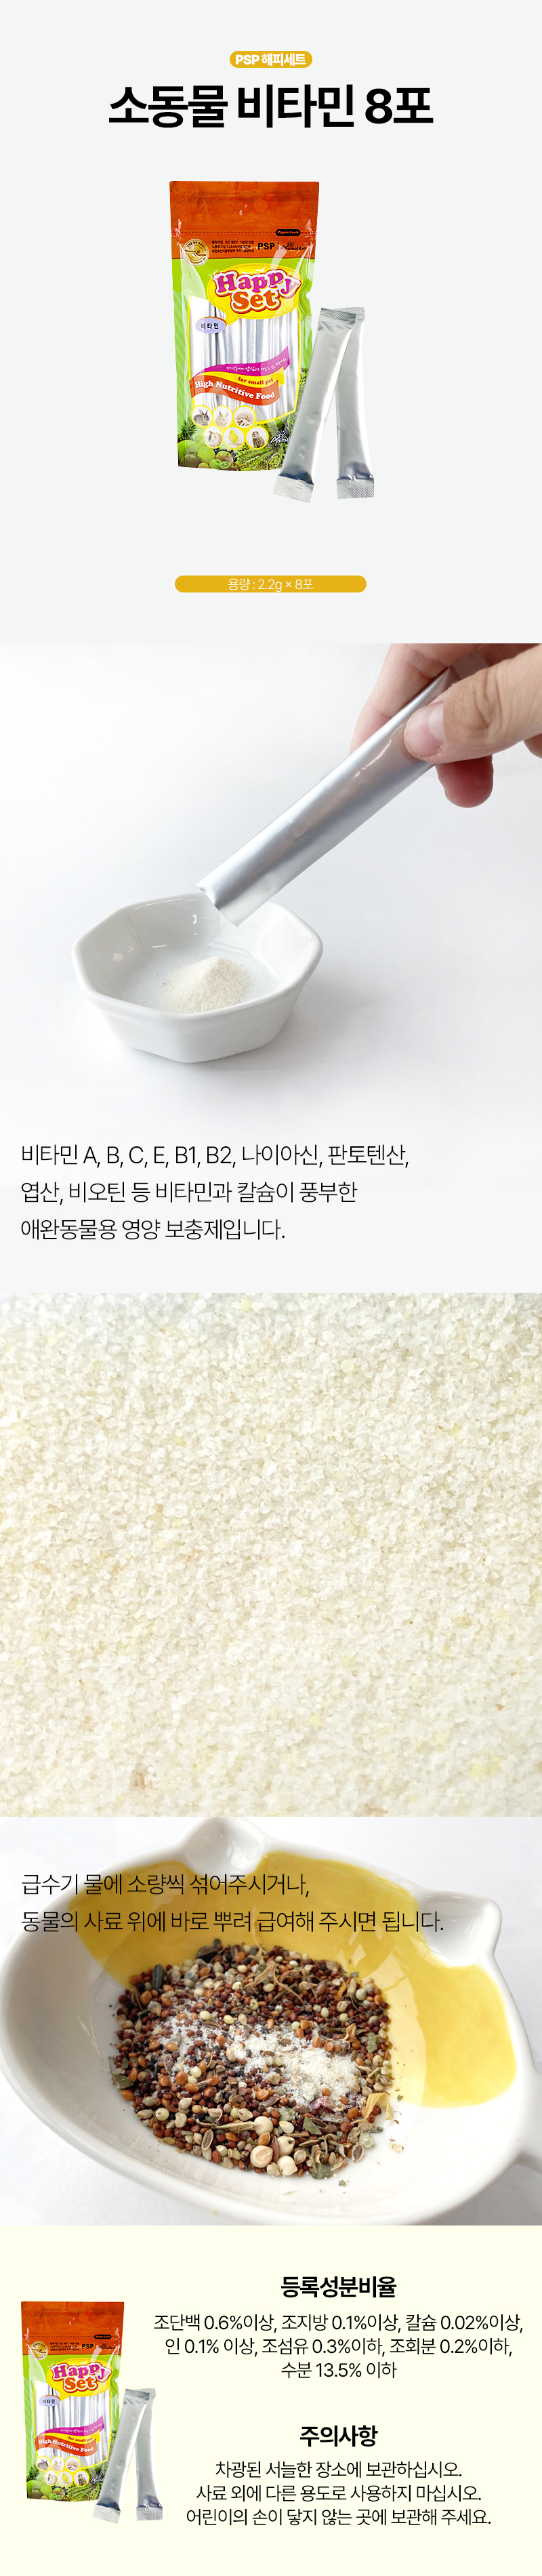 PSP 해피세트
소동물 비타민 8포
PSP
Happy
Set
비타민
for small pet
High Nutritive Food
용량 : 2.2g × 8포
비타민 A, B, C, E, B1, B2, 나이아신, 판토텐산,
엽산, 비오틴 등 비타민과 칼슘이 풍부한
애완동물용 영양 보충제입니다.
급수기 물에 소량씩 섞어주시거나,
동물의 사료 위에 바로 뿌려 급여해 주시면 됩니다.
등록성분비율
조단백 0.6%이상, 조지방 0.1%이상, 칼슘 0.02%이상,
인 0.1% 이상, 조섬유 0.3%이하, 조회분 0.2%이하,
수분 13.5% 이하
PSP
Happy
Set
비타민
for small pet
High Nutritive Food
주의사항
차광된 서늘한 장소에 보관하십시오.
사료 외에 다른 용도로 사용하지 마십시오.
어린이의 손이 닿지 않는 곳에 보관해 주세요.